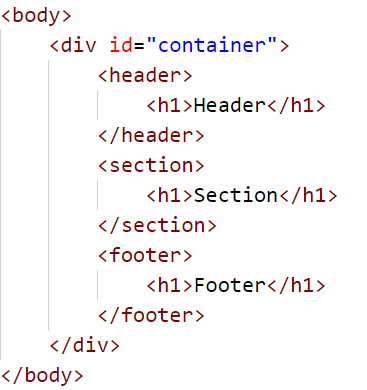 <body>
    <div id="container">
        <header>
            <h1>Header</h1>
        </header>
        <section>
            <h1>Section</h1>
        </section>
        <footer>
            <h1>Footer</h1>
        </footer>
    </div>
</body>